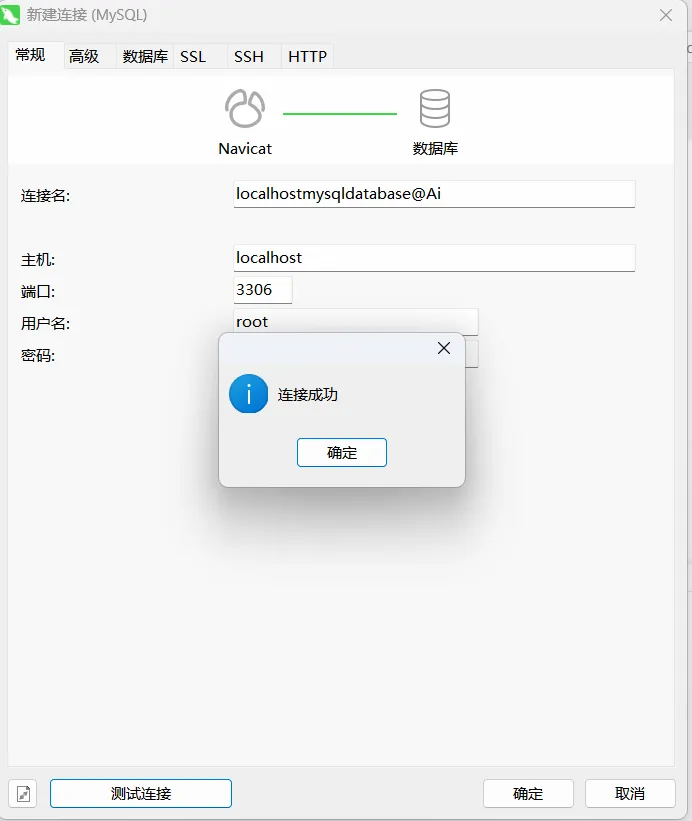 新建连接 (MySQL)
常规 高级 数据库 SSL SSH HTTP
Navicat 数据库
连接名: localhostmysqldatabase@Ai
主机: localhost
端口: 3306
用户名: root
密码:
连接成功
确定
测试连接 确定 取消